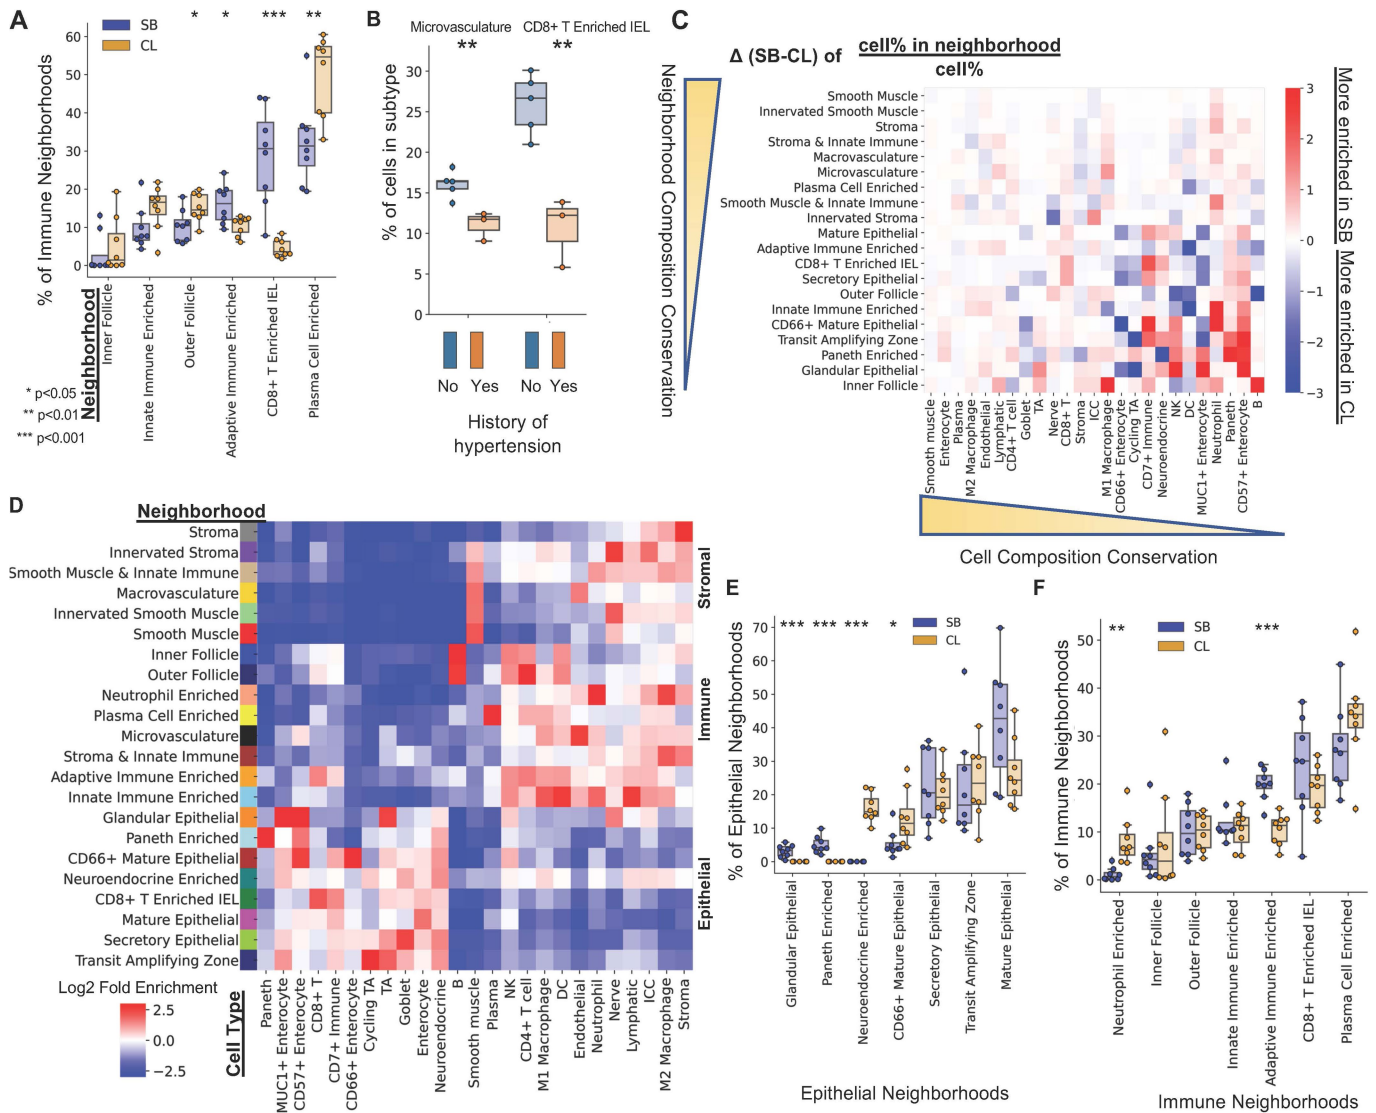 A
SB
CL
*
*
***
**
% of Immune Neighborhoods
60
50
40
30
20
10
0
Neighborhood
Inner Follicle
Innate Immune Enriched
Outer Follicle
Adaptive Immune Enriched
CD8+ T Enriched IEL
Plasma Cell Enriched
* p<0.05
** p<0.01
*** p<0.001
B
Microvasculature
CD8+ T Enriched IEL
**
**
% of cells in subtype
30
25
20
15
10
5
0
No
Yes
No
Yes
History of
hypertension
C
Δ (SB-CL) of
cell% in neighborhood
cell%
Neighborhood Composition Conservation
Smooth Muscle
Innervated Smooth Muscle
Stroma
Stroma & Innate Immune
Macrovasculature
Microvasculature
Plasma Cell Enriched
Smooth Muscle & Innate Immune
Innervated Stroma
Mature Epithelial
Adaptive Immune Enriched
CD8+ T Enriched IEL
Secretory Epithelial
Outer Follicle
Innate Immune Enriched
CD66+ Mature Epithelial
Transit Amplifying Zone
Paneth Enriched
Glandular Epithelial
Inner Follicle
Smooth muscle
Enterocyte
Plasma
M2 Macrophage
Endothelial
Lymphatic
CD4+ T cell
Goblet
TA
Nerve
CD8+ T
Stroma
ICC
M1 Macrophage
CD66+ Enterocyte
Cycling TA
CD7+ Immune
Neuroendocrine
NK
DC
MUC1+ Enterocyte
Neutrophil
Paneth
CD57+ Enterocyte
B
3
2
1
0
−1
−2
−3
More enriched in SB
More enriched in CL
Cell Composition Conservation
D
Neighborhood
Stroma
Innervated Stroma
Smooth Muscle & Innate Immune
Macrovasculature
Innervated Smooth Muscle
Smooth Muscle
Inner Follicle
Outer Follicle
Neutrophil Enriched
Plasma Cell Enriched
Microvasculature
Stroma & Innate Immune
Adaptive Immune Enriched
Innate Immune Enriched
Glandular Epithelial
Paneth Enriched
CD66+ Mature Epithelial
Neuroendocrine Enriched
CD8+ T Enriched IEL
Mature Epithelial
Secretory Epithelial
Transit Amplifying Zone
Stromal
Immune
Epithelial
Log2 Fold Enrichment
2.5
0.0
−2.5
Cell Type
Paneth
MUC1+ Enterocyte
CD57+ Enterocyte
CD8+ T
CD7+ Immune
CD66+ Enterocyte
Cycling TA
TA
Goblet
Enterocyte
Neuroendocrine
B
Smooth muscle
Plasma
NK
CD4+ T cell
M1 Macrophage
DC
Endothelial
Neutrophil
Nerve
Lymphatic
ICC
M2 Macrophage
Stroma
E
SB
CL
***
***
***
*
% of Epithelial Neighborhoods
70
60
50
40
30
20
10
0
Glandular Epithelial
Paneth Enriched
Neuroendocrine Enriched
CD66+ Mature Epithelial
Secretory Epithelial
Transit Amplifying Zone
Mature Epithelial
Epithelial Neighborhoods
F
SB
CL
**
***
% of Immune Neighborhoods
50
40
30
20
10
0
Neutrophil Enriched
Inner Follicle
Outer Follicle
Innate Immune Enriched
Adaptive Immune Enriched
CD8+ T Enriched IEL
Plasma Cell Enriched
Immune Neighborhoods